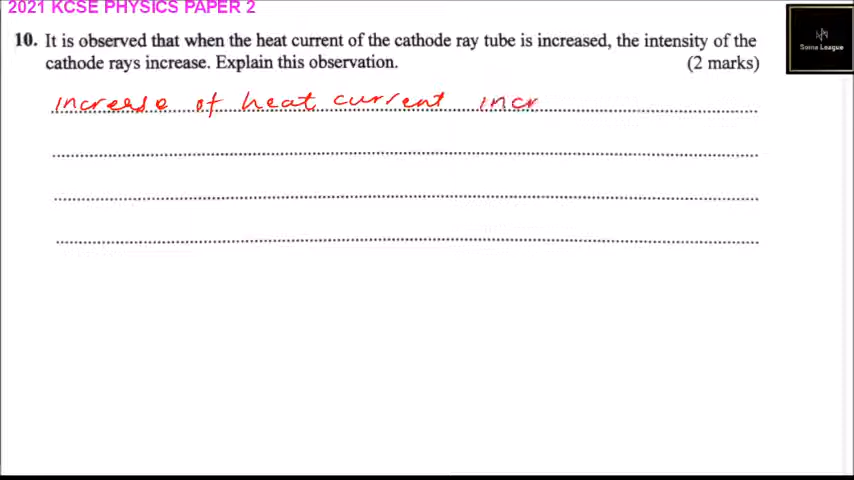 2021 KCSE PHYSICS PAPER 2
10. It is observed that when the heat current of the cathode ray tube is increased, the intensity of the
cathode rays increase. Explain this observation. (2 marks)
increase of heat current incr
Soma League